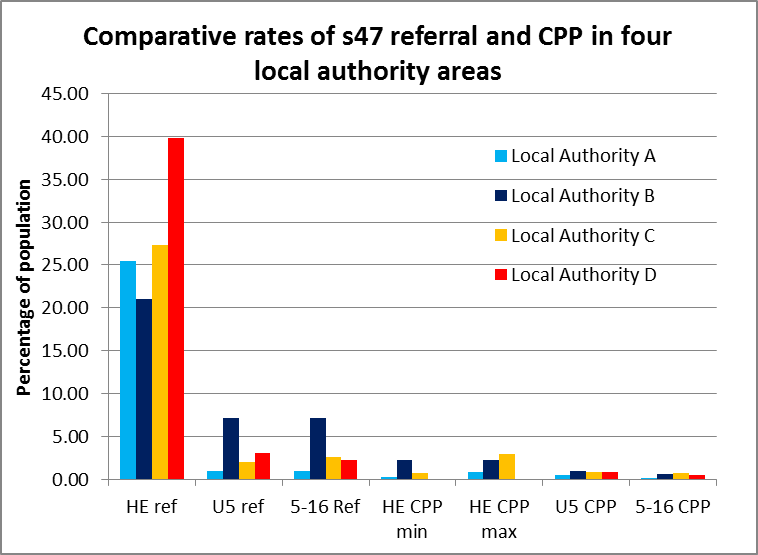 Comparative rates of s47 referral and CPP in four
local authority areas
Percentage of population
45.00
40.00
35.00
30.00
25.00
20.00
15.00
10.00
5.00
0.00
Local Authority A
Local Authority B
Local Authority C
Local Authority D
HE ref
U5 ref
5-16 Ref
HE CPP
min
HE CPP
max
U5 CPP
5-16 CPP